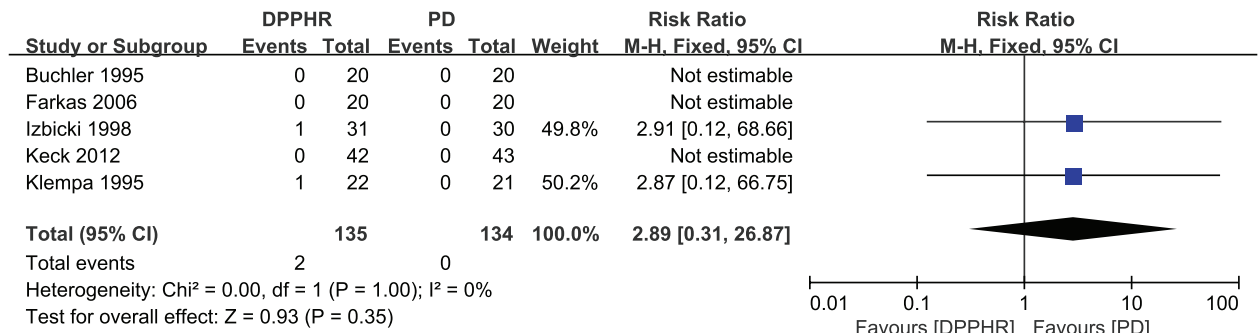 DPPHR PD Risk Ratio Risk Ratio
Study or Subgroup Events Total Events Total Weight M-H, Fixed, 95% CI M-H, Fixed, 95% CI
Buchler 1995 0 20 0 20 Not estimable
Farkas 2006 0 20 0 20 Not estimable
Izbicki 1998 1 31 0 30 49.8% 2.91 [0.12, 68.66]
Keck 2012 0 42 0 43 Not estimable
Klempa 1995 1 22 0 21 50.2% 2.87 [0.12, 66.75]
Total (95% CI) 135 134 100.0% 2.89 [0.31, 26.87]
Total events 2 0
Heterogeneity: Chi² = 0.00, df = 1 (P = 1.00); I² = 0%
Test for overall effect: Z = 0.93 (P = 0.35)
0.01 0.1 1 10 100
Favours [DPPHR] Favours [PD]